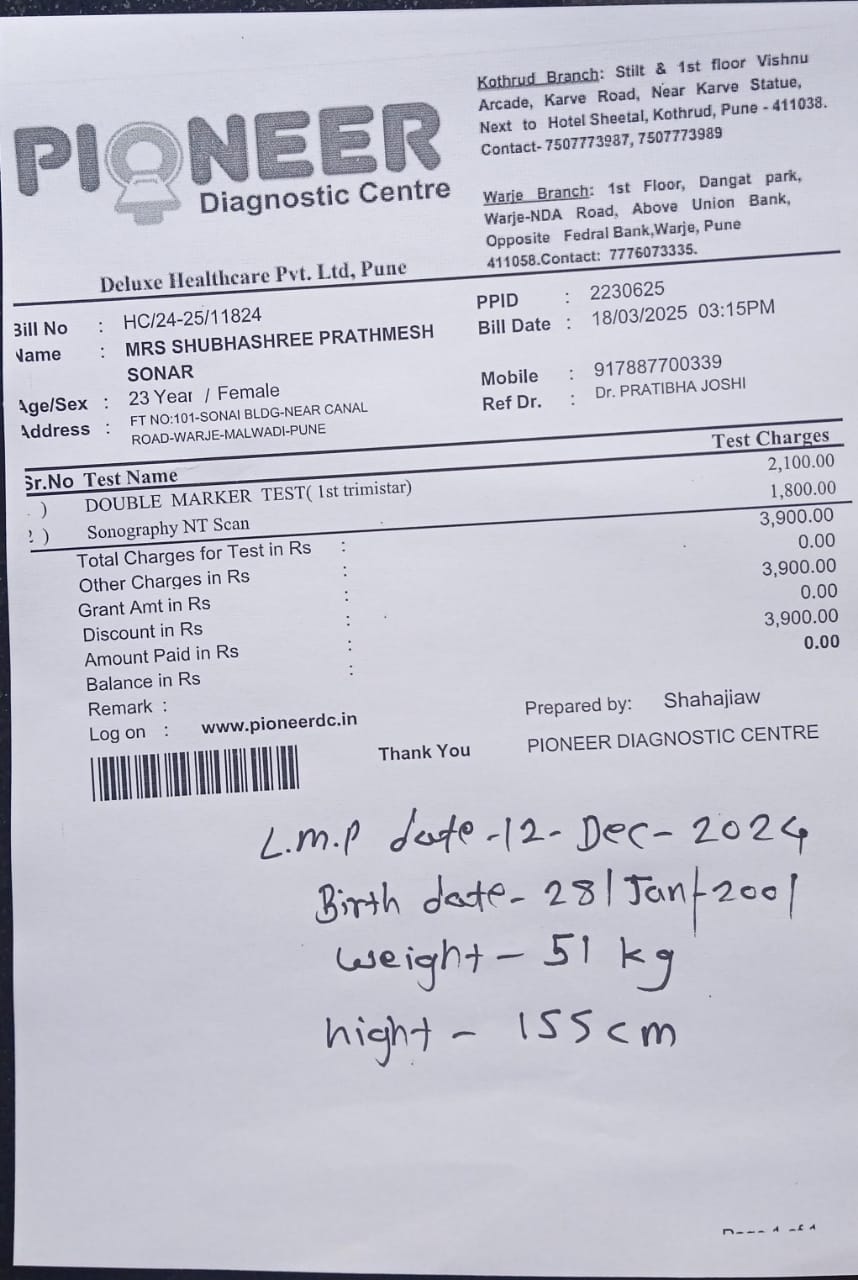 PIONEER
Diagnostic Centre
Deluxe Healthcare Pvt. Ltd, Pune
Kothrud Branch: Stilt & 1st floor Vishnu
Arcade, Karve Road, Near Karve Statue,
Next to Hotel Sheetal, Kothrud, Pune - 411038.
Contact- 7507773987, 7507773989
Warje Branch: 1st Floor, Dangat park,
Warje-NDA Road, Above Union Bank,
Opposite Fedral Bank,Warje, Pune
411058.Contact: 7776073335.
Bill No : HC/24-25/11824
Name : MRS SHUBHASHREE PRATHMESH
SONAR
Age/Sex : 23 Year / Female
Address : FT NO:101-SONAI BLDG-NEAR CANAL
ROAD-WARJE-MALWADI-PUNE
PPID : 2230625
Bill Date : 18/03/2025 03:15PM
Mobile : 917887700339
Ref Dr. : Dr. PRATIBHA JOSHI
Sr.No Test Name Test Charges
) DOUBLE MARKER TEST( 1st trimistar) 2,100.00
2 ) Sonography NT Scan 1,800.00
Total Charges for Test in Rs : 3,900.00
Other Charges in Rs : 0.00
Grant Amt in Rs : 3,900.00
Discount in Rs : 0.00
Amount Paid in Rs : 3,900.00
Balance in Rs : 0.00
Remark :
Log on : www.pioneerdc.in
Prepared by: Shahajiaw
Thank You
PIONEER DIAGNOSTIC CENTRE
L.m.p date -12- Dec- 2024
Birth date- 28/Jan/-2001
weight - 51 kg
hight - 155cm